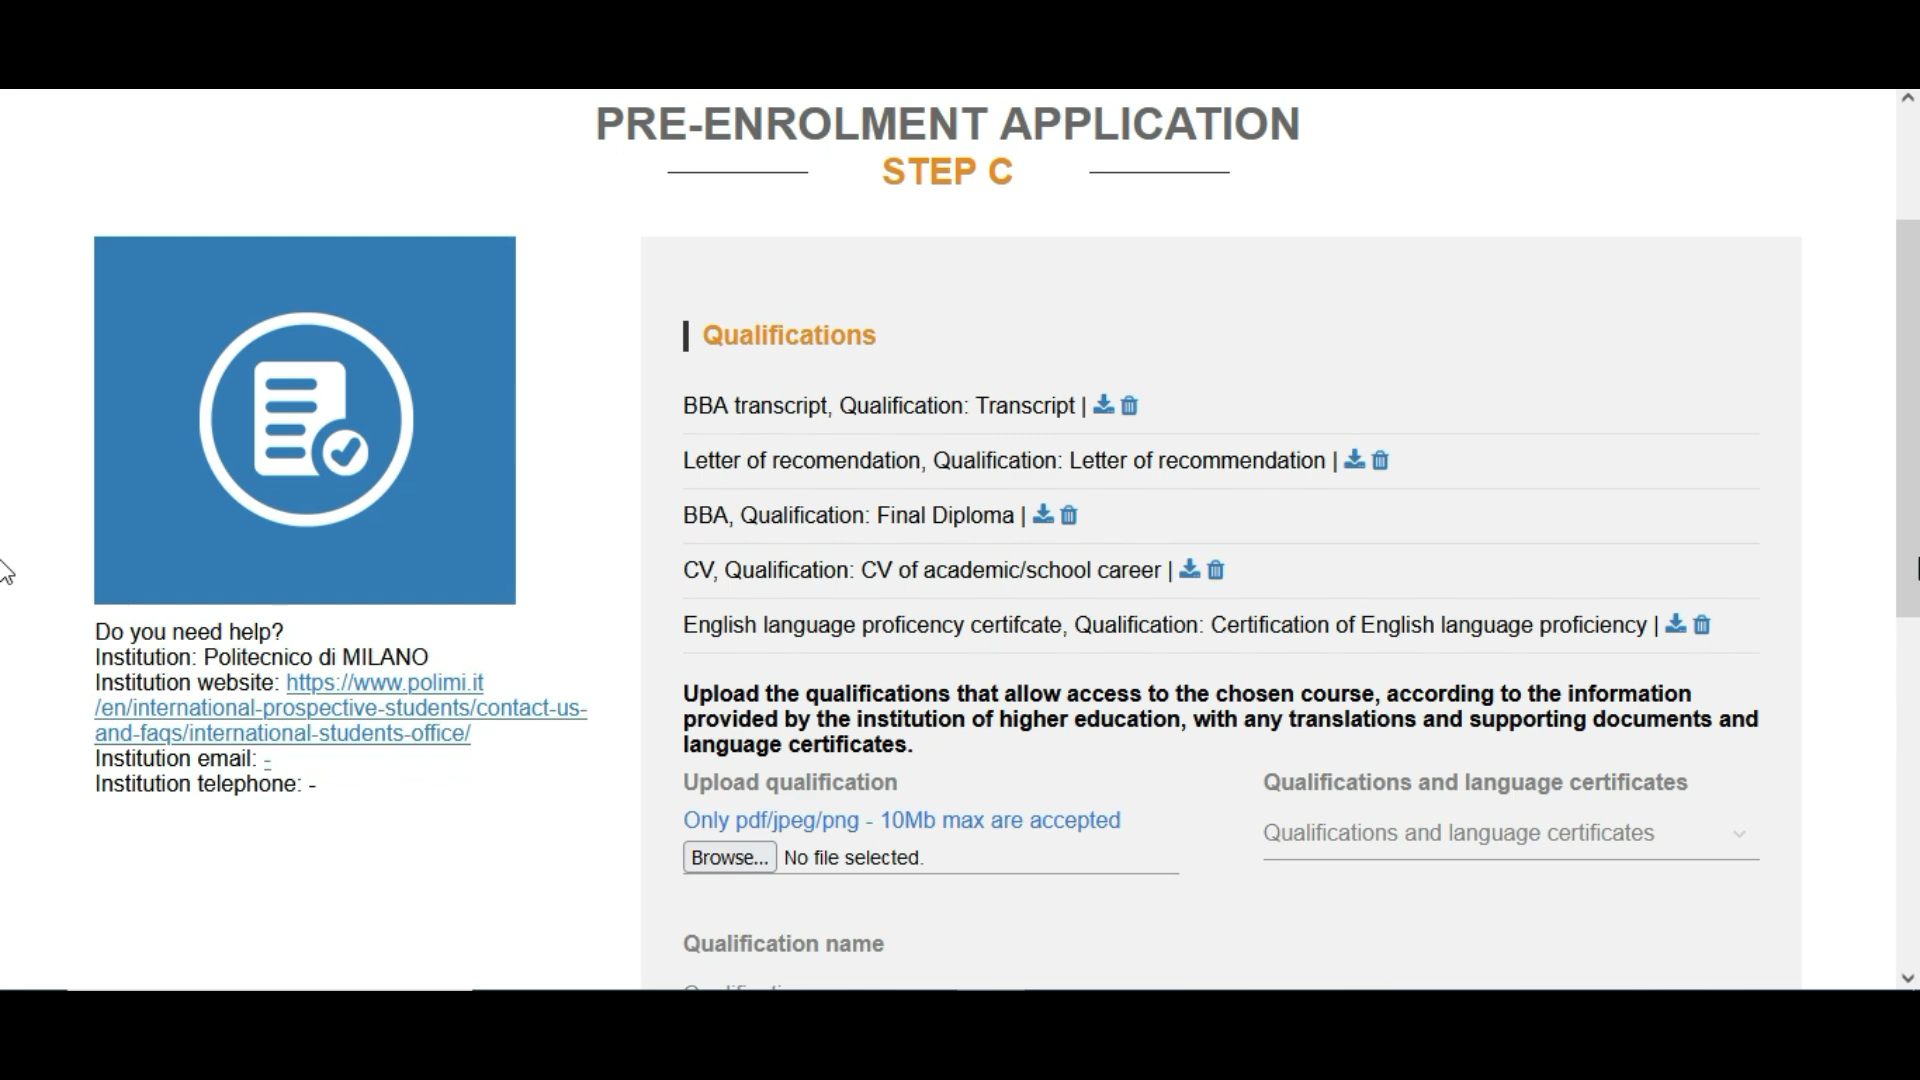 PRE-ENROLMENT APPLICATION
STEP C
Do you need help?
Institution: Politecnico di MILANO
Institution website: https://www.polimi.it
/en/international-prospective-students/contact-us-
and-faqs/international-students-office/
Institution email: -
Institution telephone: -
Qualifications
BBA transcript, Qualification: Transcript |
Letter of recomendation, Qualification: Letter of recommendation |
BBA, Qualification: Final Diploma |
CV, Qualification: CV of academic/school career |
English language proficency certifcate, Qualification: Certification of English language proficiency |
Upload the qualifications that allow access to the chosen course, according to the information
provided by the institution of higher education, with any translations and supporting documents and
language certificates.
Upload qualification
Only pdf/jpeg/png - 10Mb max are accepted
Browse... No file selected.
Qualifications and language certificates
Qualifications and language certificates
Qualification name